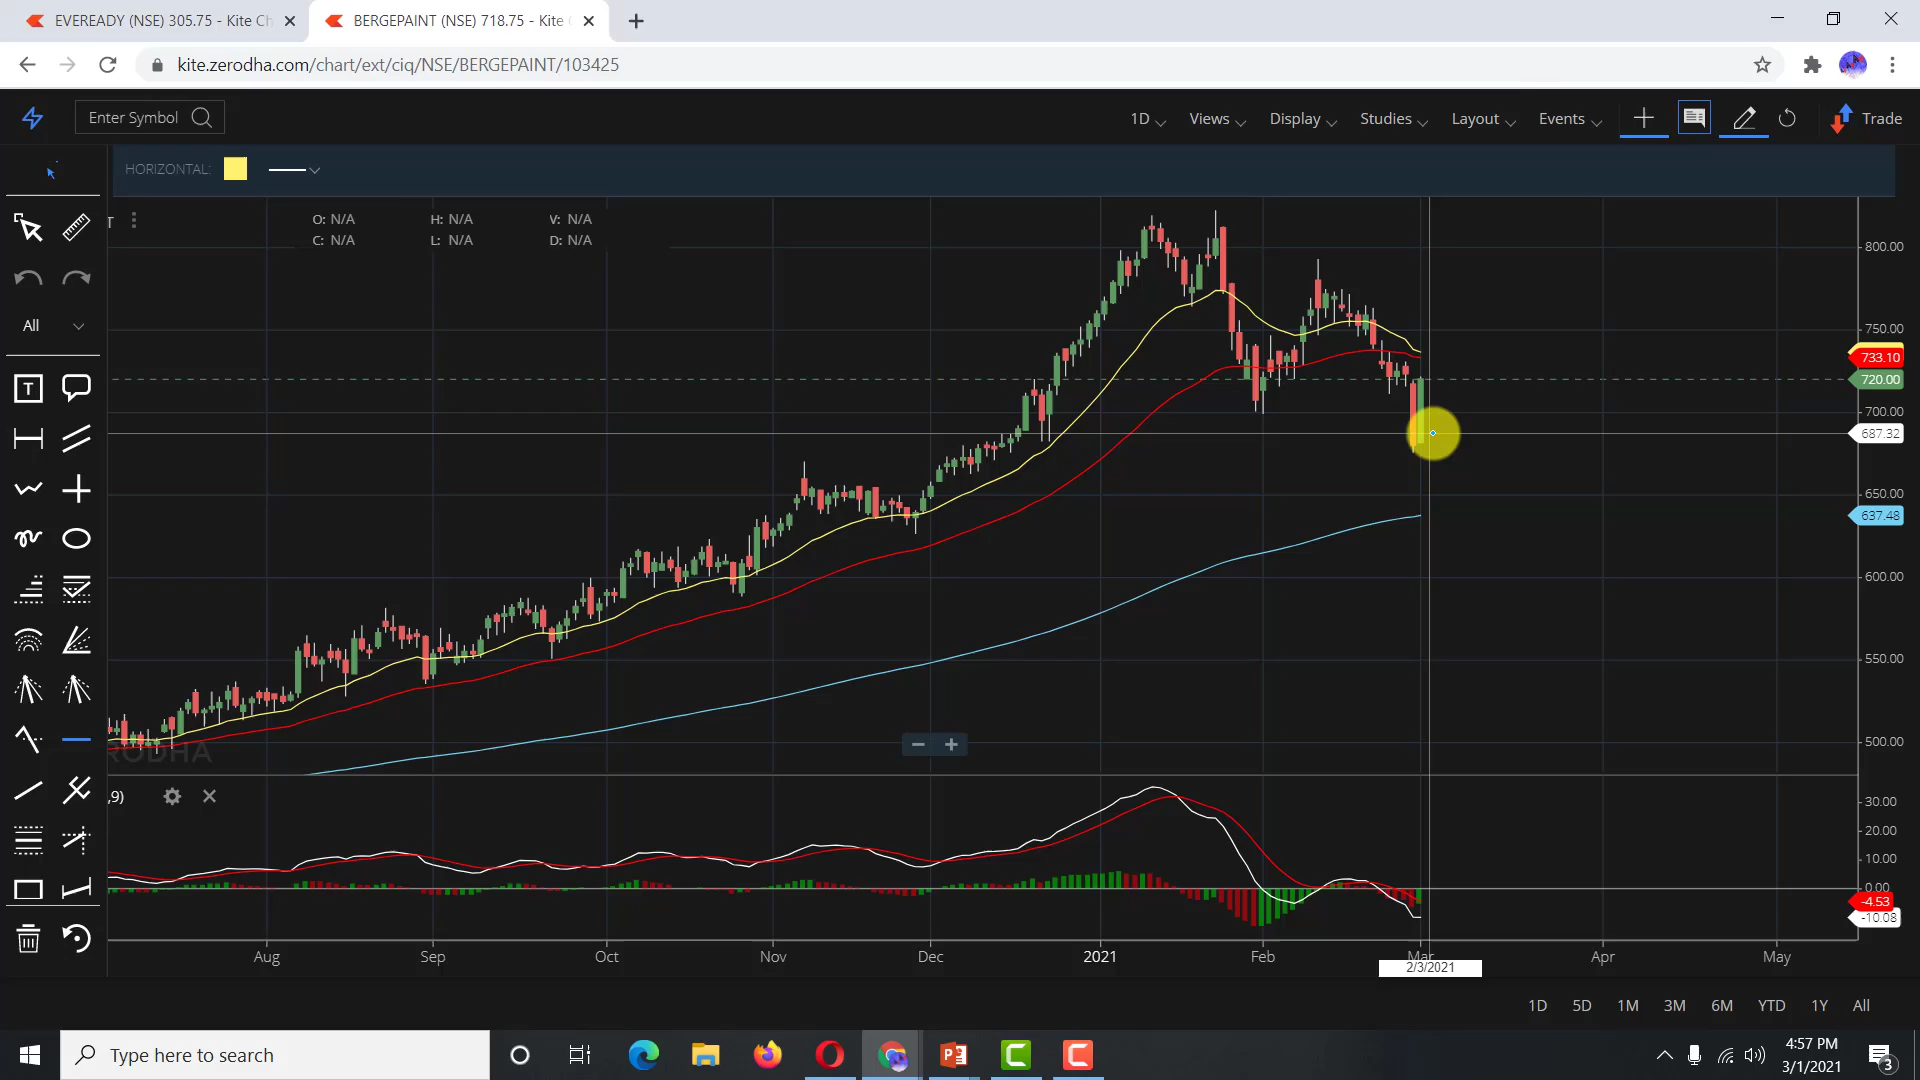 EVEREADY (NSE) 305.75 - Kite Ch
BERGEPAINT (NSE) 718.75 - Kite C
kite.zerodha.com/chart/ext/ciq/NSE/BERGEPAINT/103425
Enter Symbol
1D
Views
Display
Studies
Layout
Events
Trade
HORIZONTAL:
T
O: N/A
H: N/A
V: N/A
C: N/A
L: N/A
D: N/A
All
T
800.00
750.00
733.10
720.00
700.00
687.32
650.00
637.48
600.00
550.00
500.00
RODHA
,9)
30.00
20.00
10.00
0.00
-4.53
-10.08
Aug
Sep
Oct
Nov
Dec
2021
Feb
Mar
Apr
May
2/3/2021
1D
5D
1M
3M
6M
YTD
1Y
All
Type here to search
4:57 PM
3/1/2021
3